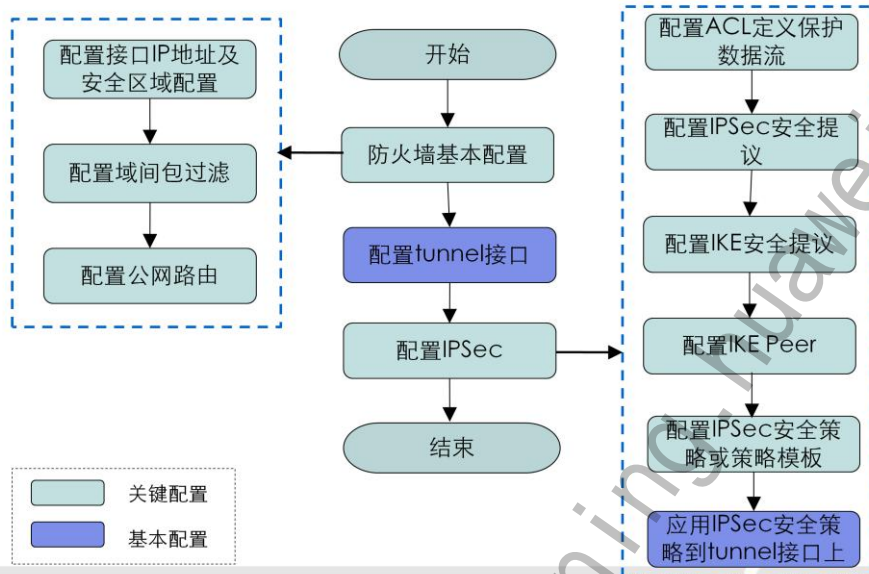 配置接口IP地址及
安全区域配置
配置域间包过滤
配置公网路由
开始
防火墙基本配置
配置tunnel接口
配置IPSec
结束
配置ACL定义保护
数据流
配置IPSec安全提
议
配置IKE安全提议
配置IKE Peer
配置IPSec安全策
略或策略模板
应用IPSec安全策
略到tunnel接口上
关键配置
基本配置
ning.huawei